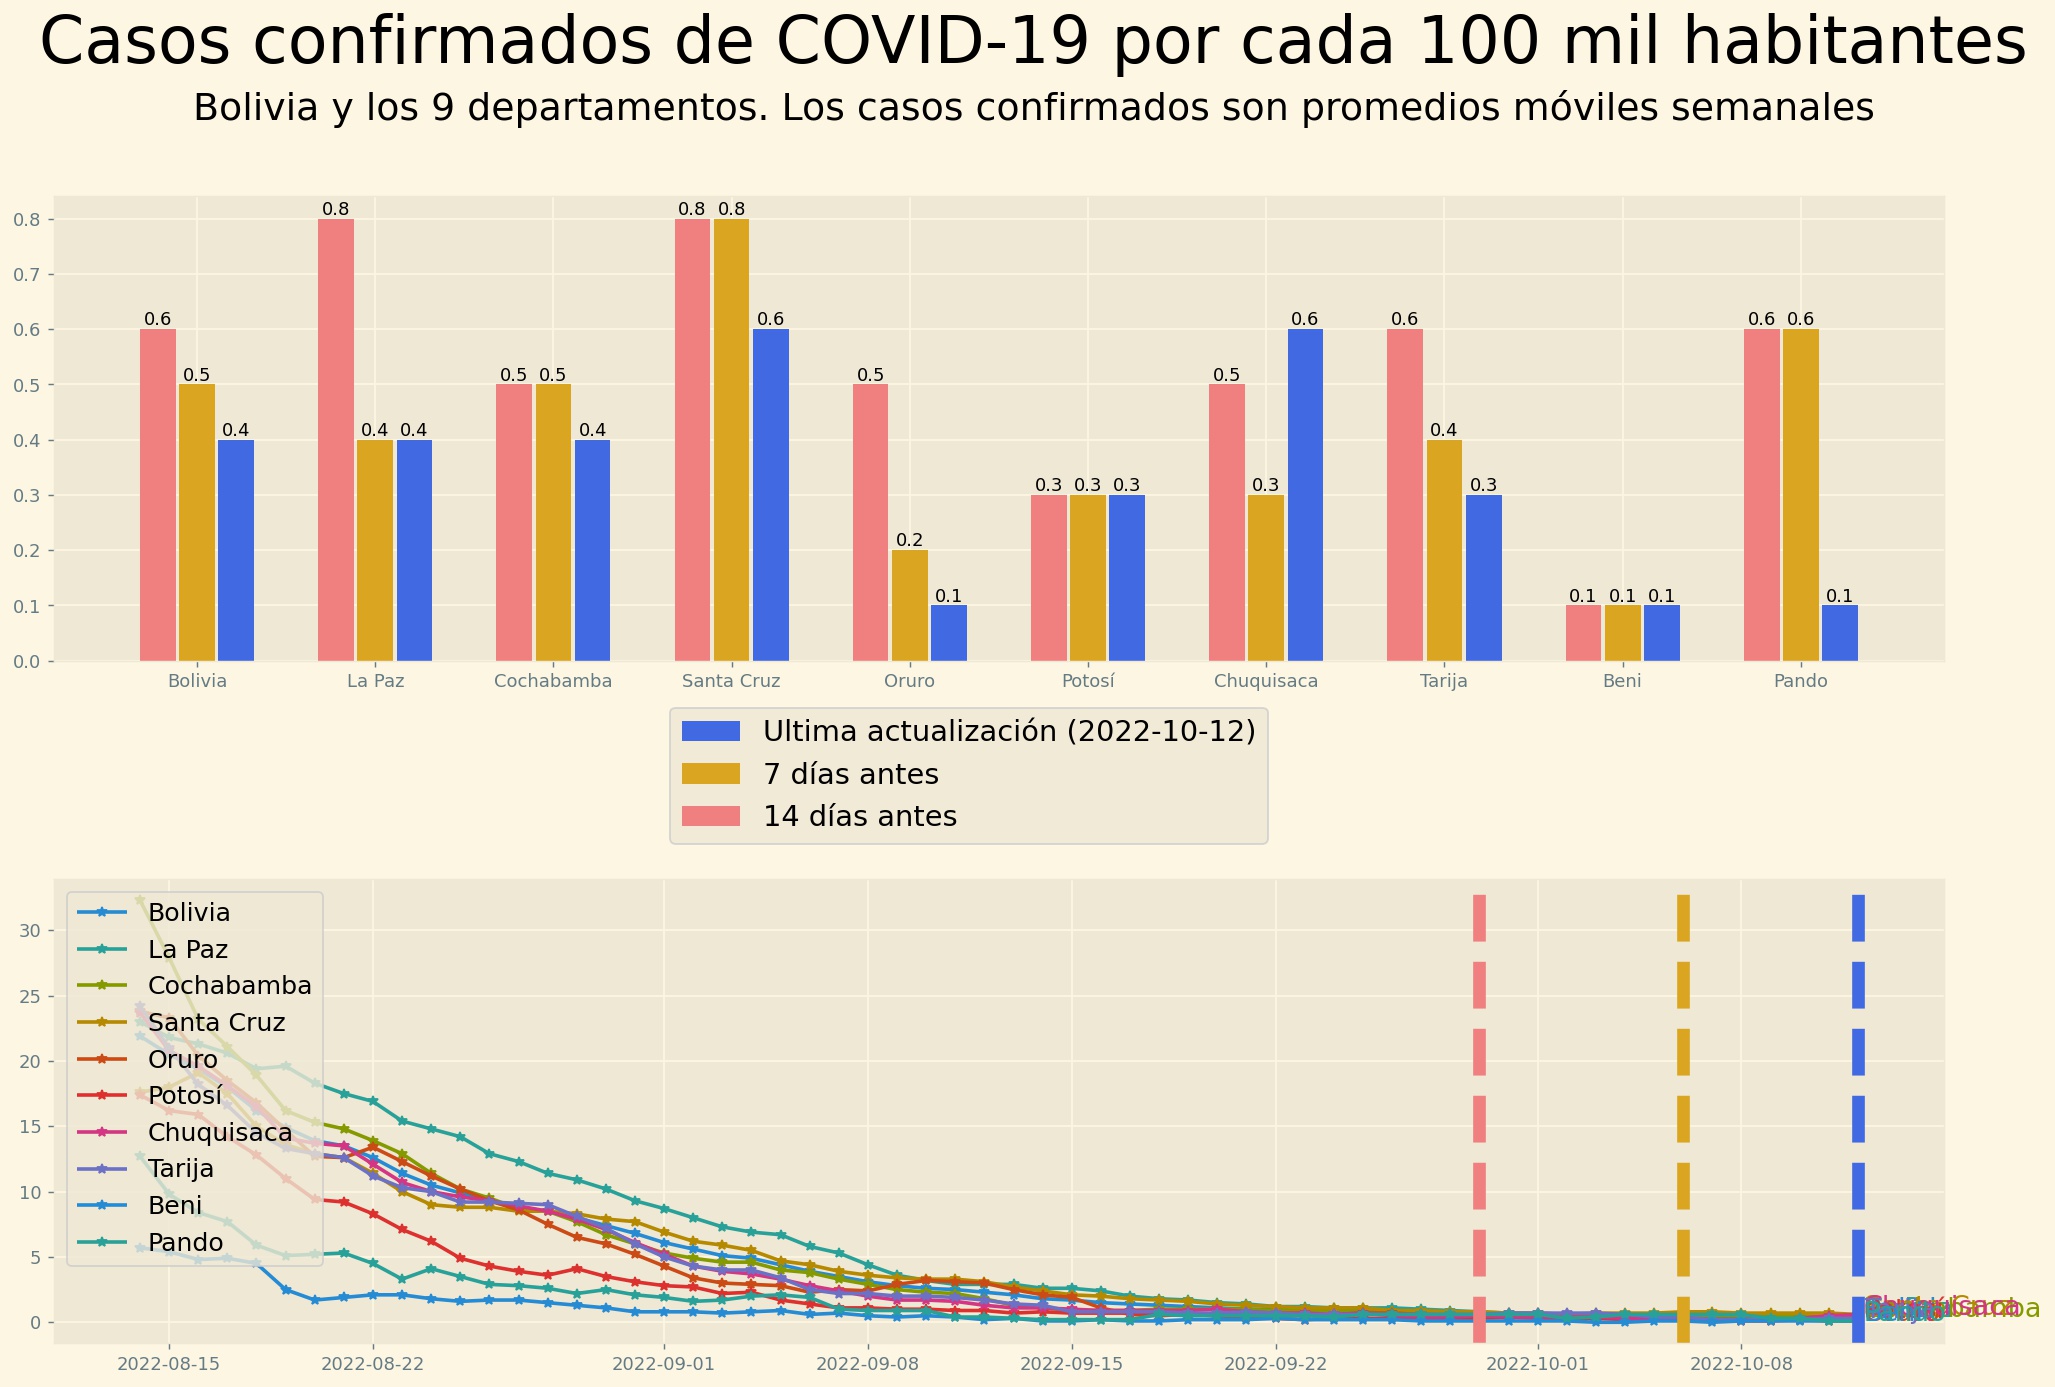 Casos confirmados de COVID-19 por cada 100 mil habitantes
Bolivia y los 9 departamentos. Los casos confirmados son promedios móviles semanales
0.8
0.7
0.6
0.5
0.4
0.3
0.2
0.1
0.0
0.6 0.5 0.4
0.8 0.4 0.4
0.5 0.5 0.4
0.8 0.8 0.6
0.5 0.2 0.1
0.3 0.3 0.3
0.5 0.3 0.6
0.6 0.4 0.3
0.1 0.1 0.1
0.6 0.6 0.1
Bolivia La Paz Cochabamba Santa Cruz Oruro Potosí Chuquisaca Tarija Beni Pando
Ultima actualización (2022-10-12)
7 días antes
14 días antes
30
25
20
15
10
5
0
Bolivia
La Paz
Cochabamba
Santa Cruz
Oruro
Potosí
Chuquisaca
Tarija
Beni
Pando
2022-08-15 2022-08-22 2022-09-01 2022-09-08 2022-09-15 2022-09-22 2022-10-01 2022-10-08